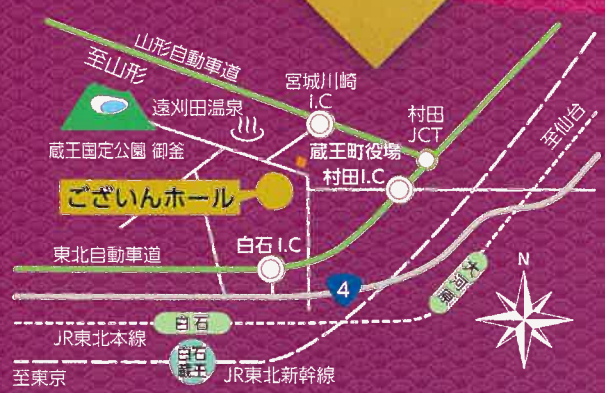 山形自動車道
至山形
宮城川崎
I.C
遠刈田温泉
村田
JCT
至仙台
蔵王国定公園 御釜
蔵王町役場
村田I.C
ございんホール
白石 I.C
東北自動車道
4
大河原
N
白石
JR東北本線
白石
蔵王
JR東北新幹線
至東京